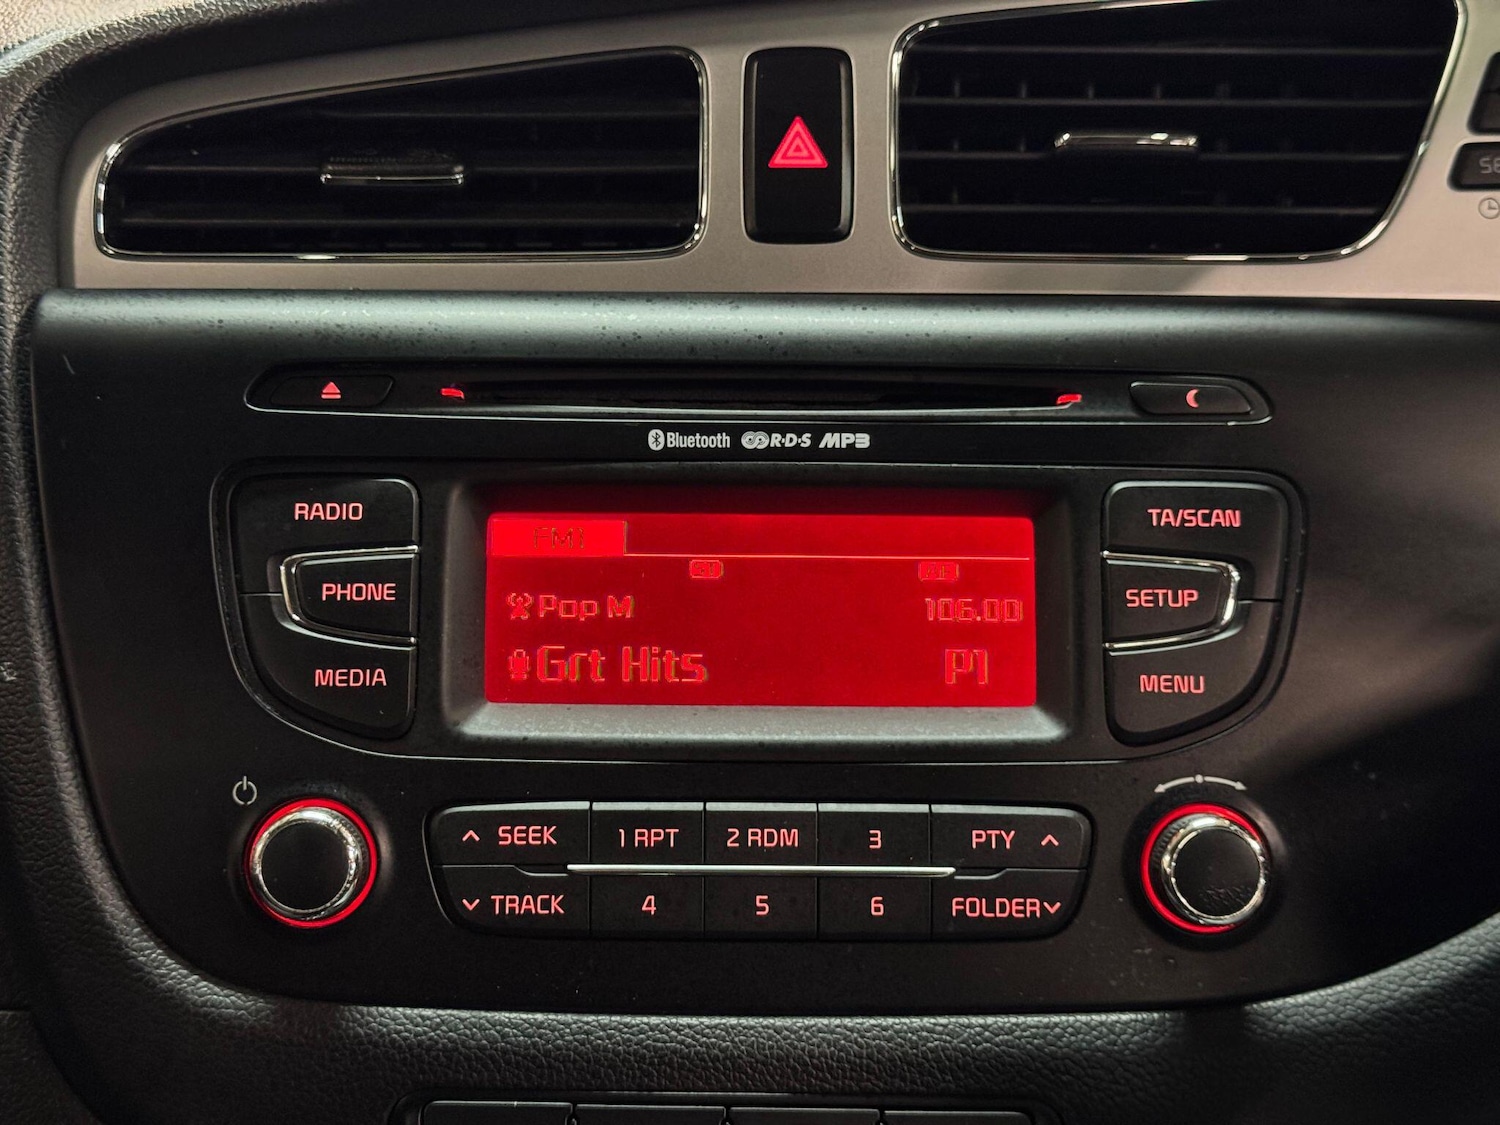 SE
Bluetooth R·D·S MP3
RADIO
TA/SCAN
FM1
PHONE
Pop M
106.00
SETUP
Grt Hits
P1
MEDIA
MENU
SEEK
1 RPT
2 RDM
3
PTY
TRACK
4
5
6
FOLDER